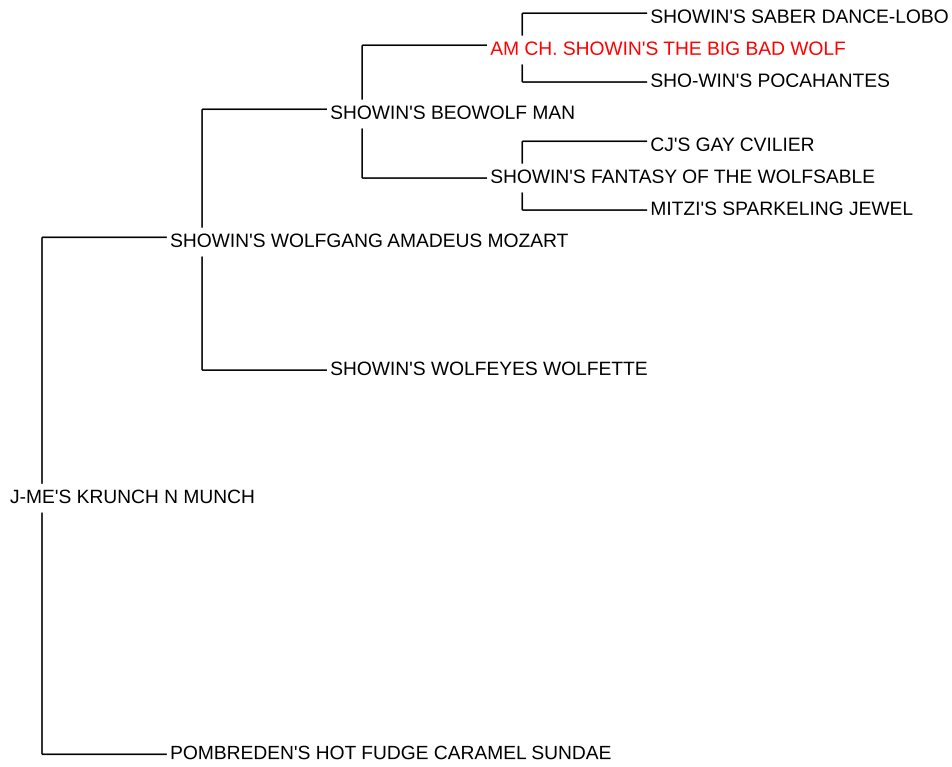 SHOWIN'S SABER DANCE-LOBO
AM CH. SHOWIN'S THE BIG BAD WOLF
SHO-WIN'S POCAHANTES
SHOWIN'S BEOWOLF MAN
CJ'S GAY CVILIER
SHOWIN'S FANTASY OF THE WOLFSABLE
MITZI'S SPARKELING JEWEL
SHOWIN'S WOLFGANG AMADEUS MOZART
SHOWIN'S WOLFEYES WOLFETTE
J-ME'S KRUNCH N MUNCH
POMBREDEN'S HOT FUDGE CARAMEL SUNDAE